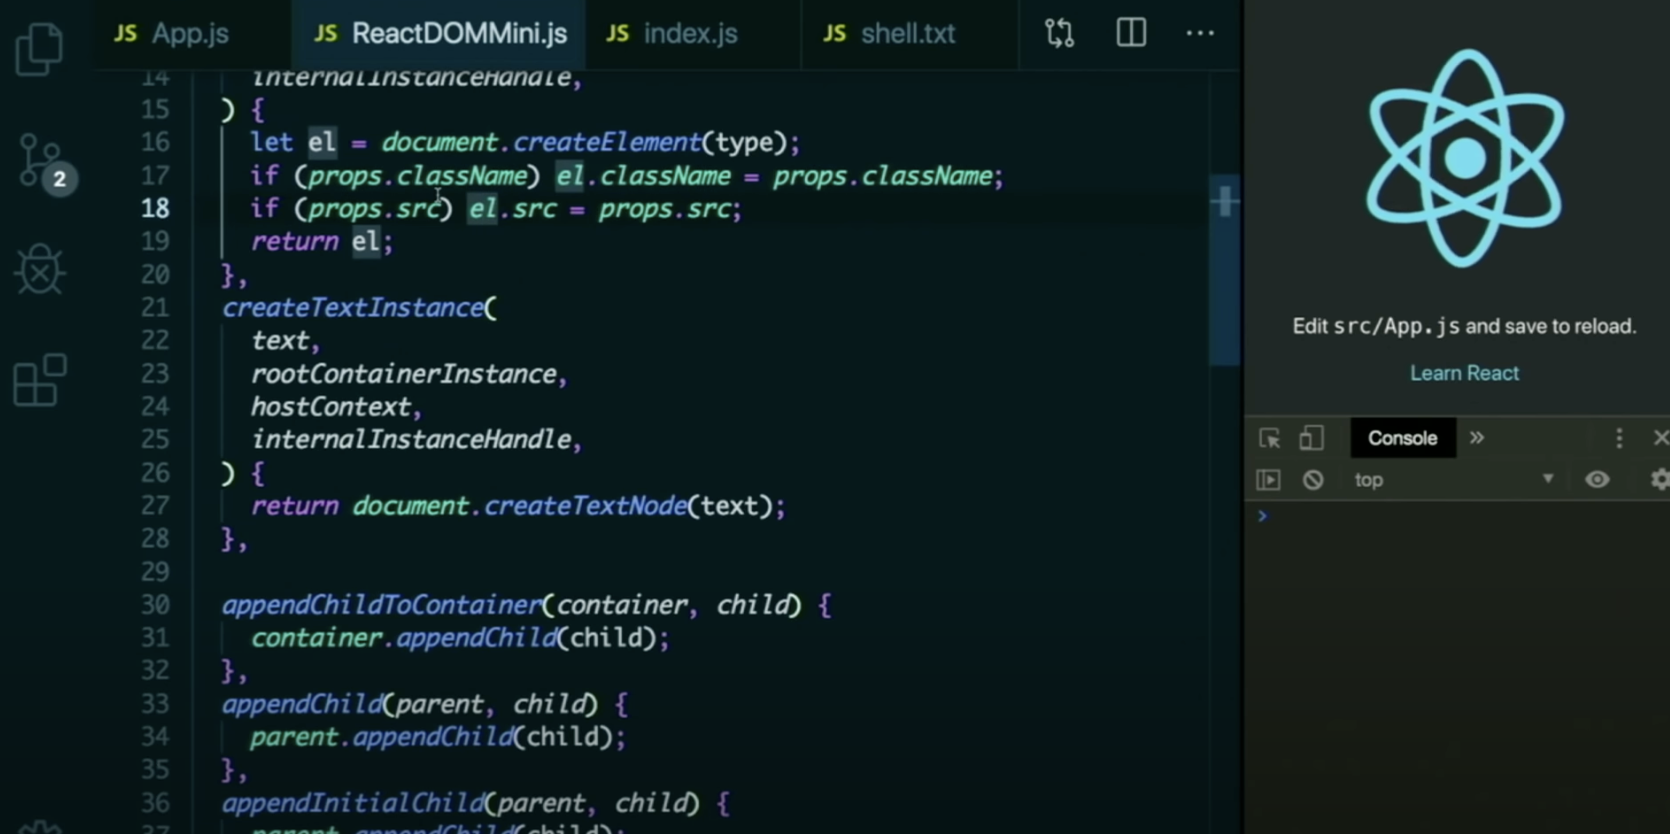 JS App.js
JS ReactDOMMini.js
JS index.js
JS shell.txt
2
14 internalInstanceHandle,
15 ) {
16 let el = document.createElement(type);
17 if (props.className) el.className = props.className;
18 if (props.src) el.src = props.src;
19 return el;
20 },
21 createTextInstance(
22 text,
23 rootContainerInstance,
24 hostContext,
25 internalInstanceHandle,
26 ) {
27 return document.createTextNode(text);
28 },
29
30 appendChildToContainer(container, child) {
31 container.appendChild(child);
32 },
33 appendChild(parent, child) {
34 parent.appendChild(child);
35 },
36 appendInitialChild(parent, child) {
37 parent.appendChild(child);
Edit src/App.js and save to reload.
Learn React
Console »
top